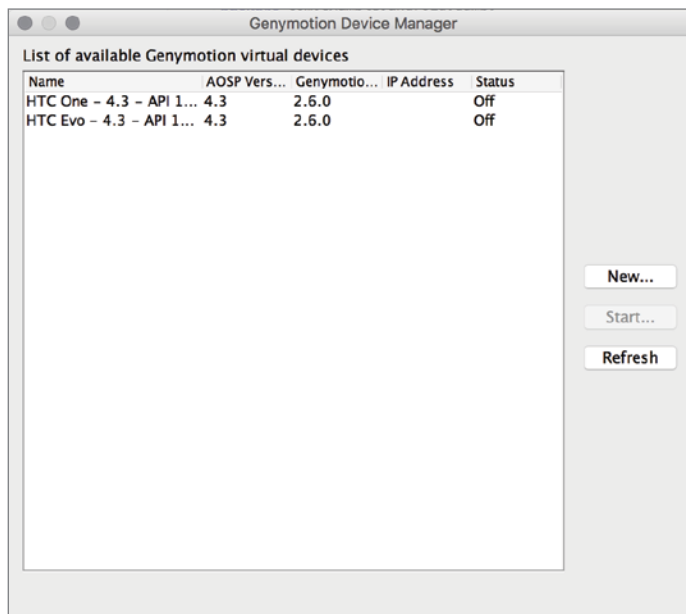 Genymotion Device Manager
List of available Genymotion virtual devices
Name AOSP Vers... Genymotio... IP Address Status
HTC One – 4.3 – API 1... 4.3 2.6.0 Off
HTC Evo – 4.3 – API 1... 4.3 2.6.0 Off
New...
Start...
Refresh